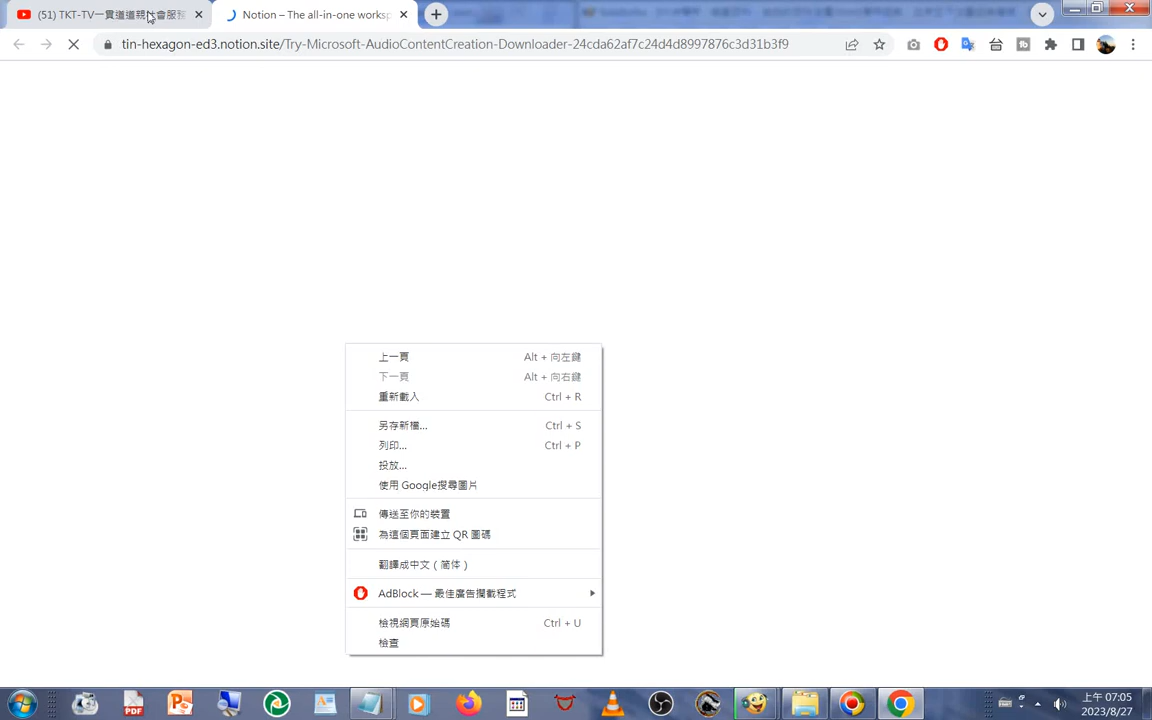 (51) TKT-TV一貫道道親社會服務
Notion – The all-in-one worksp
tin-hexagon-ed3.notion.site/Try-Microsoft-AudioContentCreation-Downloader-24cda62af7c24d4d8997876c3d31b3f9
上一頁 Alt + 向左鍵
下一頁 Alt + 向右鍵
重新載入 Ctrl + R
另存新檔... Ctrl + S
列印... Ctrl + P
投放...
使用 Google搜尋圖片
傳送至你的裝置
為這個頁面建立 QR 圖碼
翻譯成中文 ( 简体 )
AdBlock — 最佳廣告攔截程式
檢視網頁原始碼 Ctrl + U
檢查
上午 07:05
2023/8/27